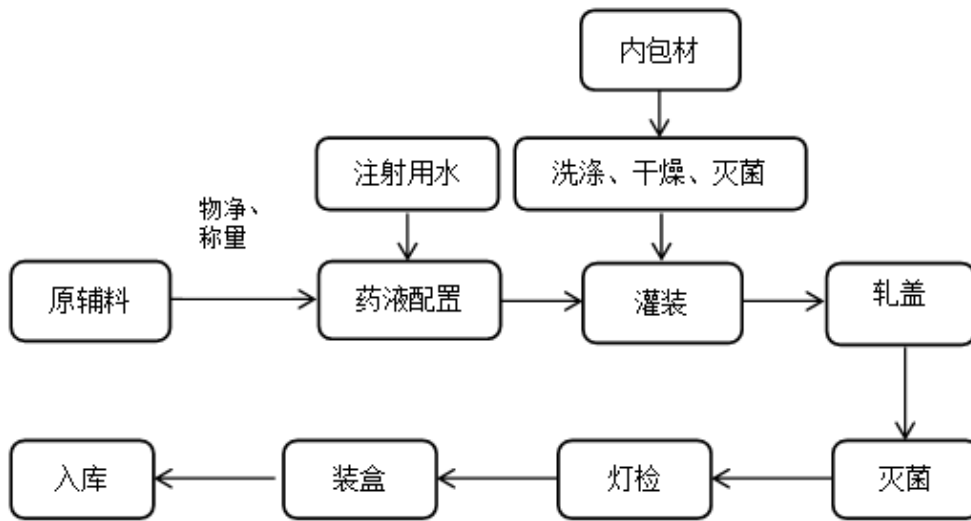 内包材
注射用水
洗涤、干燥、灭菌
物净、
称量
原辅料
药液配置
灌装
轧盖
入库
装盒
灯检
灭菌